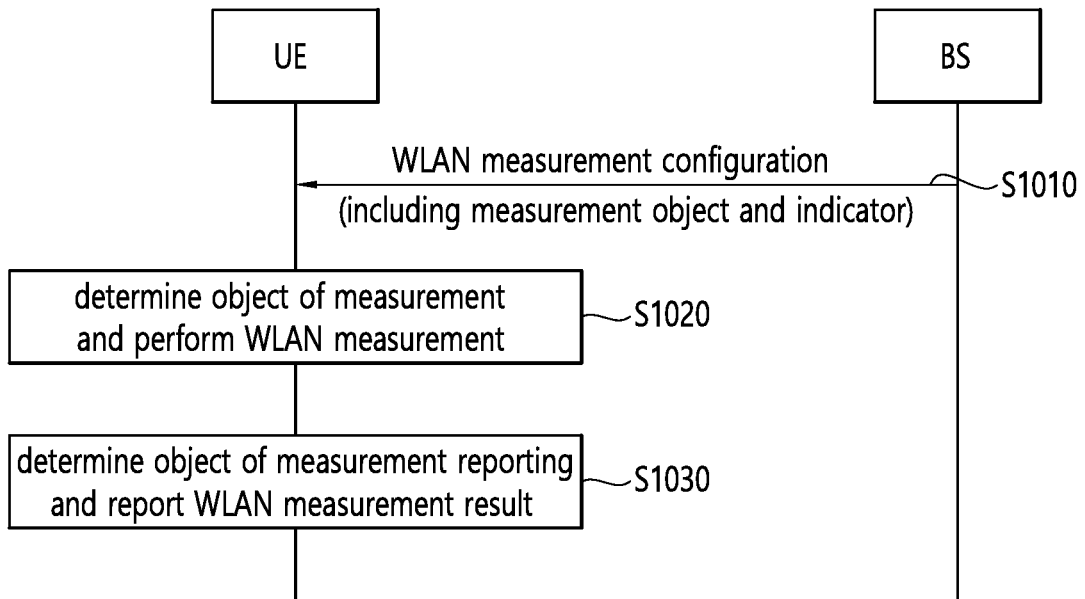 UE
BS
WLAN measurement configuration
S1010
(including measurement object and indicator)
determine object of measurement
and perform WLAN measurement
S1020
determine object of measurement reporting
and report WLAN measurement result
S1030